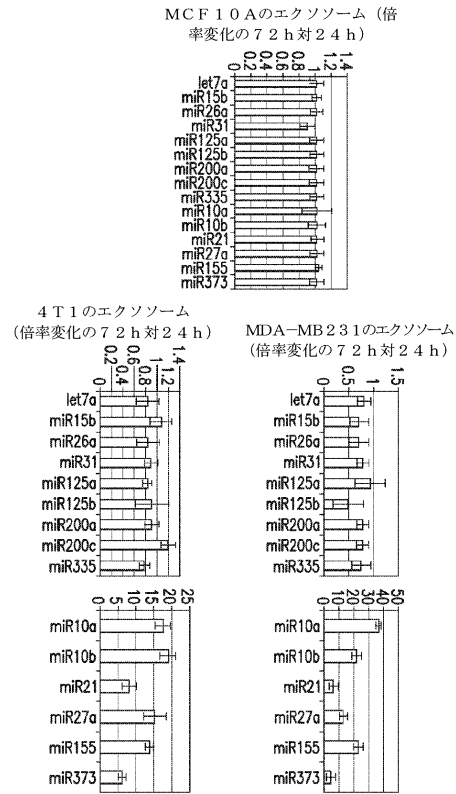 MCF10Aのエクソソーム（倍
率変化の72h対24h）
0 0.2 0.4 0.6 0.8 1 1.2 1.4
let7a
miR15b
miR26a
miR31
miR125a
miR125b
miR200a
miR200c
miR335
miR10a
miR10b
miR21
miR27a
miR155
miR373
4T1のエクソソーム
（倍率変化の72h対24h）
0 0.2 0.4 0.6 0.8 1 1.2 1.4
let7a
miR15b
miR26a
miR31
miR125a
miR125b
miR200a
miR200c
miR335
0 5 10 15 20 25
miR10a
miR10b
miR21
miR27a
miR155
miR373
MDA－MB231のエクソソーム
（倍率変化の72h対24h）
0 0.5 1 1.5
let7a
miR15b
miR26a
miR31
miR125a
miR125b
miR200a
miR200c
miR335
0 10 20 30 40 50
miR10a
miR10b
miR21
miR27a
miR155
miR373